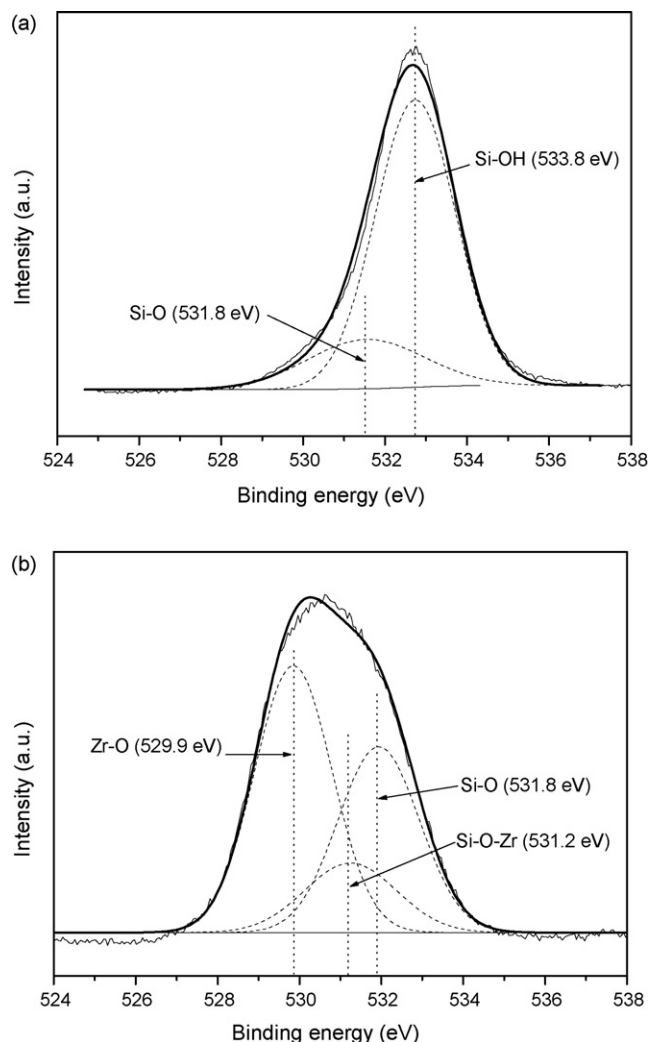 (a)
Intensity (a.u.)
Si-OH (533.8 eV)
Si-O (531.8 eV)
524 526 528 530 532 534 536 538
Binding energy (eV)
(b)
Intensity (a.u.)
Zr-O (529.9 eV)
Si-O (531.8 eV)
Si-O-Zr (531.2 eV)
524 526 528 530 532 534 536 538
Binding energy (eV)